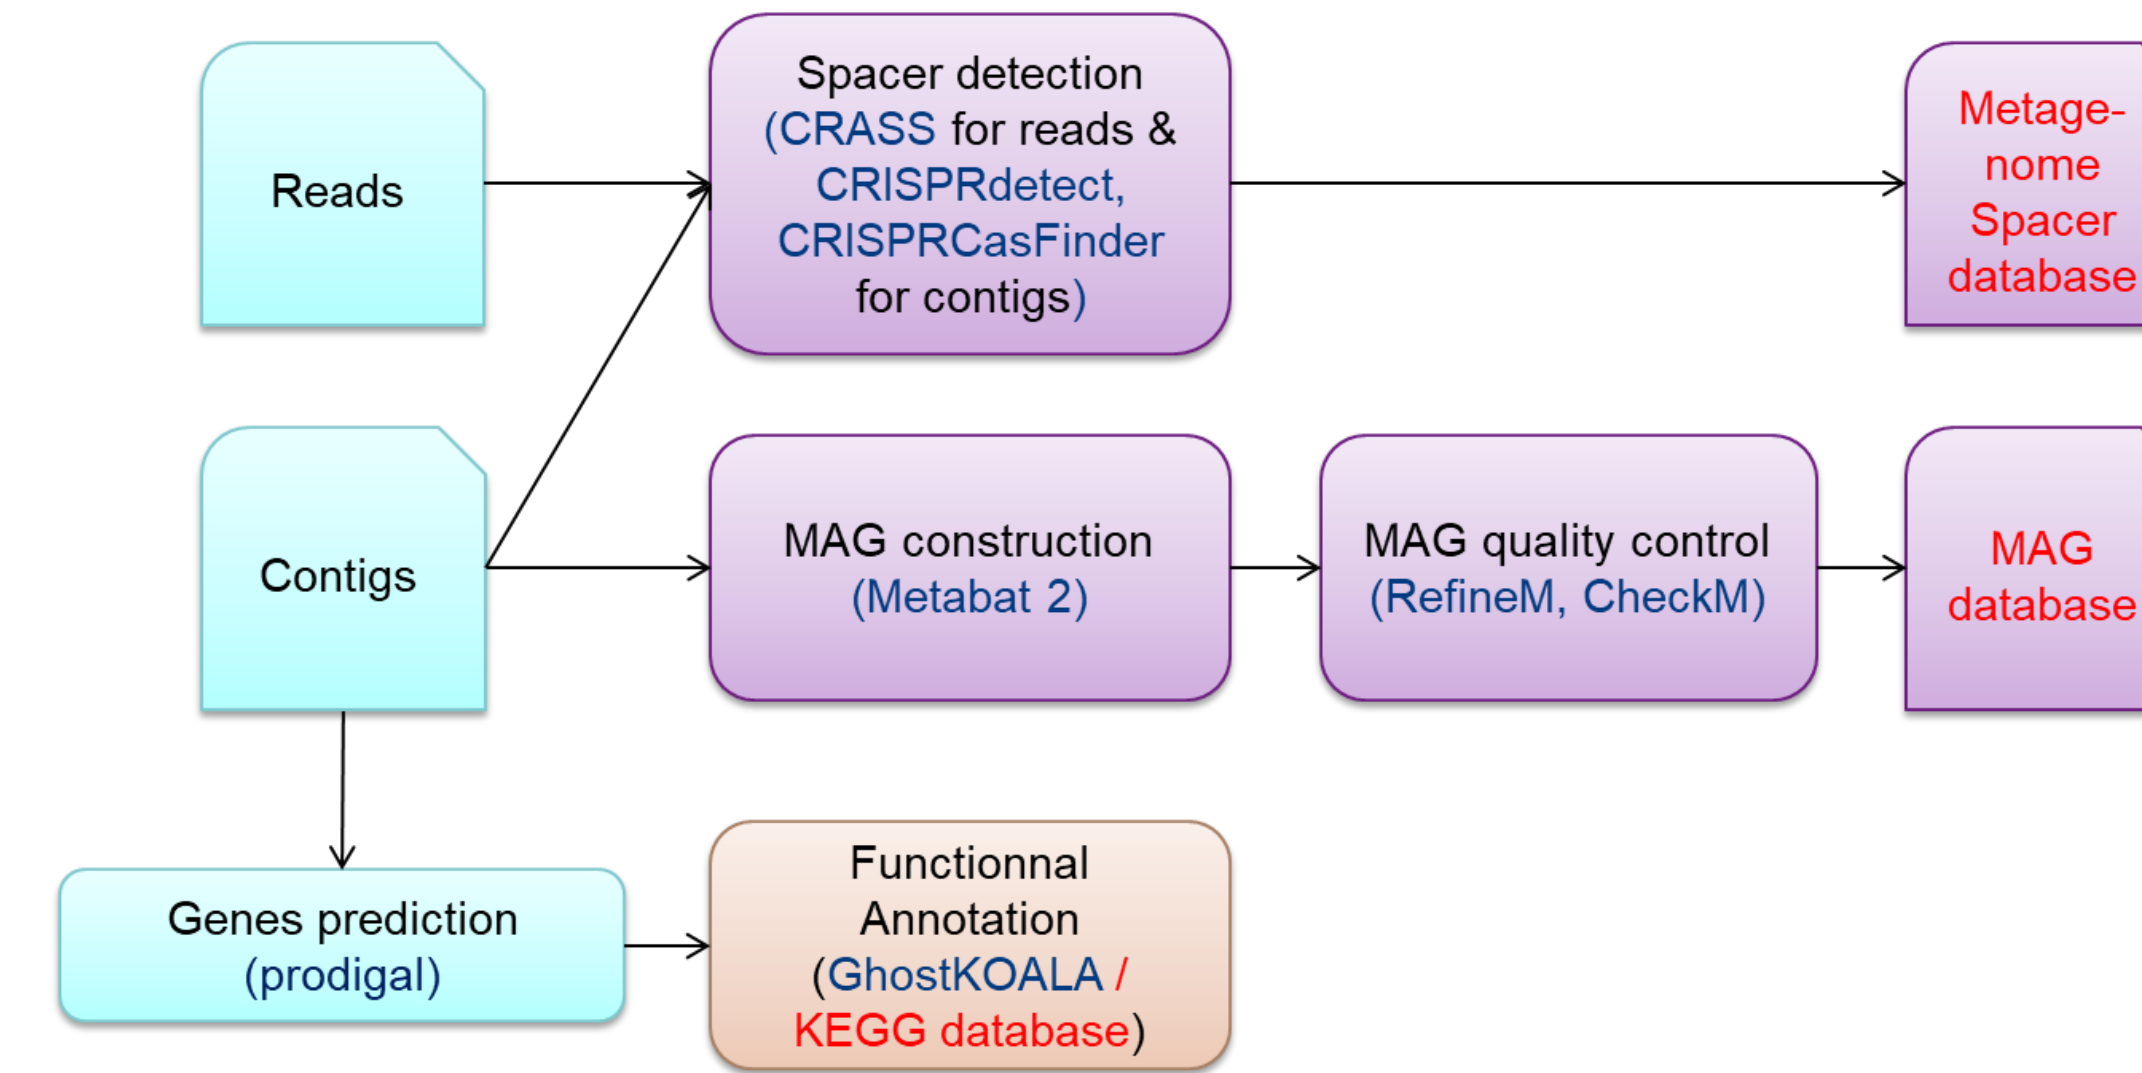 Reads
Spacer detection
(CRASS for reads &
CRISPRdetect,
CRISPRCasFinder
for contigs)
Metage-
nome
Spacer
database
Contigs
MAG construction
(Metabat 2)
MAG quality control
(RefineM, CheckM)
MAG
database
Genes prediction
(prodigal)
Functionnal
Annotation
(GhostKOALA /
KEGG database)